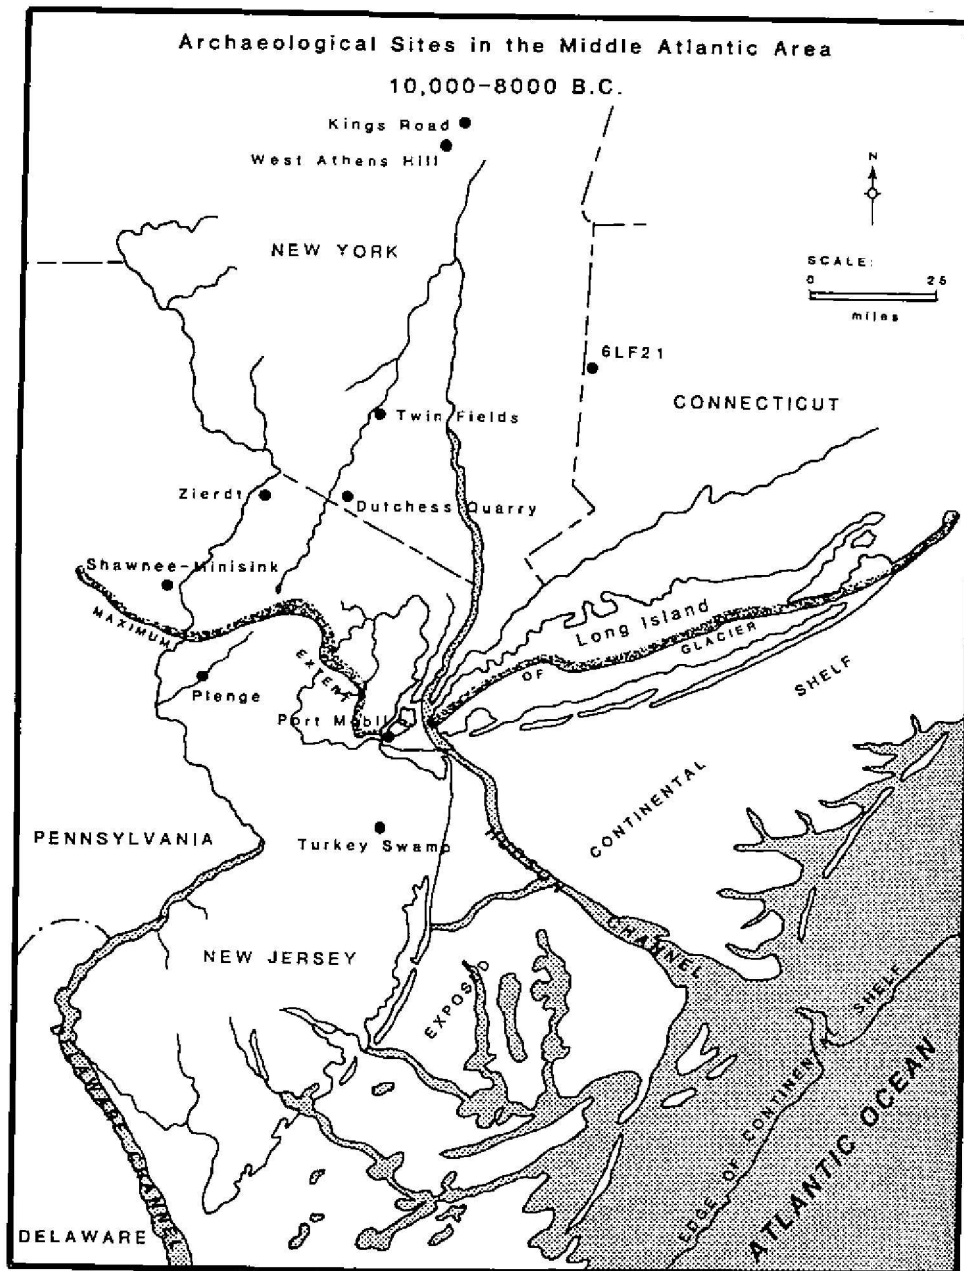 Archaeological Sites in the Middle Atlantic Area
10,000-8000 B.C.
Kings Road
West Athens Hill
N
NEW YORK
SCALE:
0 25
miles
6LF21
CONNECTICUT
Twin Fields
Zierdt
Dutchess Quarry
Shawnee-Minisink
MAXIMUM
EXTENT
OF
GLACIER
Long Island
SHELF
Plenge
Port Mobil
CONTINENTAL
PENNSYLVANIA
Turkey Swamp
HUDSON
CHANNEL
NEW JERSEY
EXPOSED
EDGE OF CONTINENTAL SHELF
ATLANTIC OCEAN
DELAWARE CHANNEL
DELAWARE